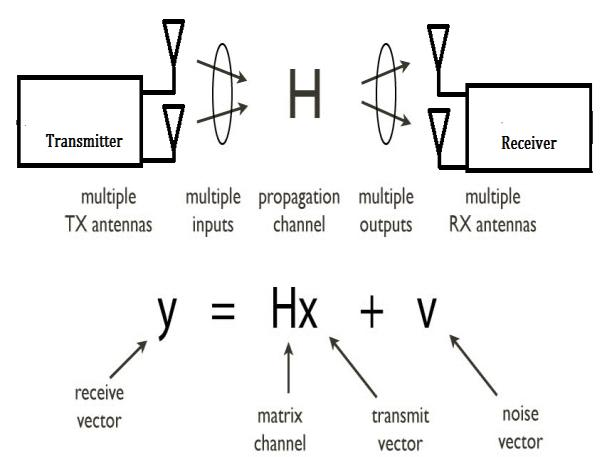 H
Transmitter
Receiver
multiple
TX antennas
multiple
inputs
propagation
channel
multiple
outputs
multiple
RX antennas
y = Hx + v
receive
vector
matrix
channel
transmit
vector
noise
vector